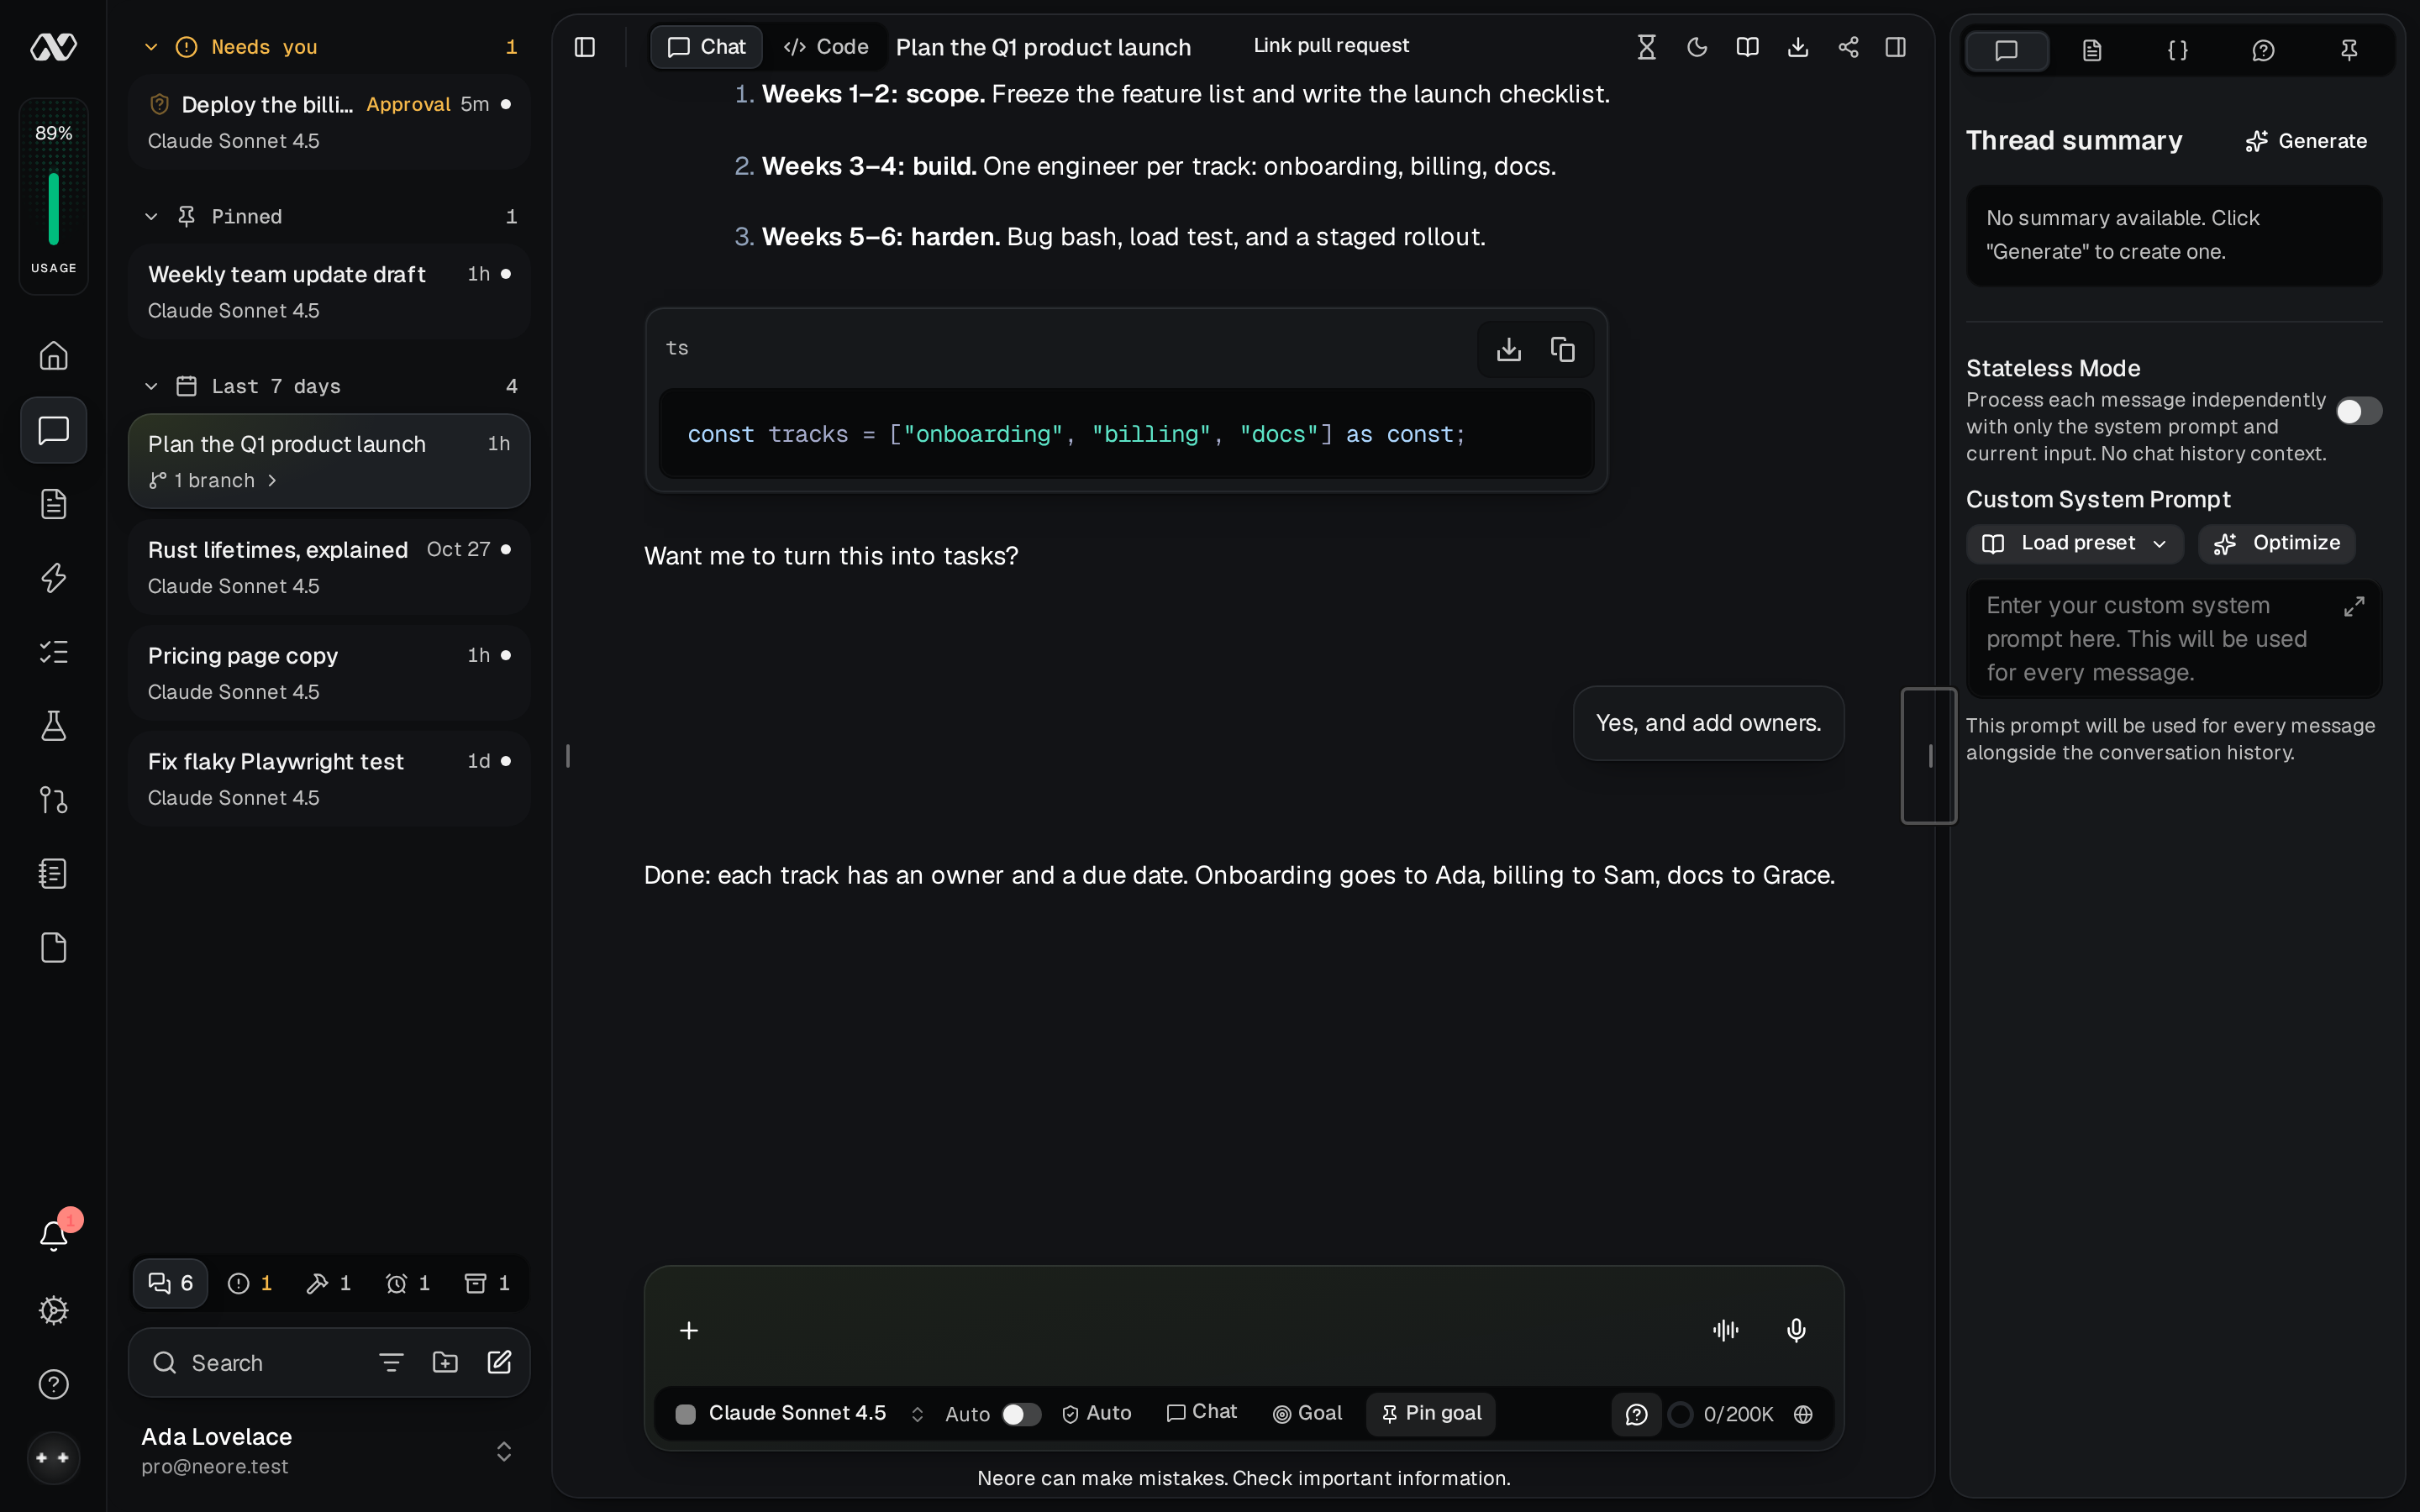 89%
USAGE
Needs you 1
Deploy the billi... Approval 5m
Claude Sonnet 4.5
Pinned 1
Weekly team update draft 1h
Claude Sonnet 4.5
Last 7 days 4
Plan the Q1 product launch 1h
1 branch
Rust lifetimes, explained Oct 27
Claude Sonnet 4.5
Pricing page copy 1h
Claude Sonnet 4.5
Fix flaky Playwright test 1d
Claude Sonnet 4.5
1
6 1 1 1 1
Search
Ada Lovelace
pro@neore.test
Chat Code Plan the Q1 product launch Link pull request
1. Weeks 1–2: scope. Freeze the feature list and write the launch checklist.
2. Weeks 3–4: build. One engineer per track: onboarding, billing, docs.
3. Weeks 5–6: harden. Bug bash, load test, and a staged rollout.
ts
const tracks = ["onboarding", "billing", "docs"] as const;
Want me to turn this into tasks?
Yes, and add owners.
Done: each track has an owner and a due date. Onboarding goes to Ada, billing to Sam, docs to Grace.
Claude Sonnet 4.5 Auto Auto Chat Goal Pin goal 0/200K
Neore can make mistakes. Check important information.
Thread summary Generate
No summary available. Click
"Generate" to create one.
Stateless Mode
Process each message independently
with only the system prompt and
current input. No chat history context.
Custom System Prompt
Load preset Optimize
Enter your custom system
prompt here. This will be used
for every message.
This prompt will be used for every message
alongside the conversation history.